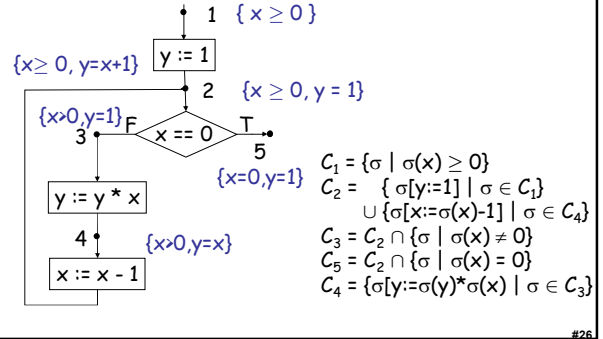 1 { x ≥ 0 }
y := 1
{x≥ 0, y=x+1}
2 {x ≥ 0, y = 1}
{x>0,y=1}
F x == 0 T
3
5
{x=0,y=1}
y := y * x
4
{x>0,y=x}
x := x - 1
C₁ = {σ | σ(x) ≥ 0}
C₂ = { σ[y:=1] | σ ∈ C₁}
∪ {σ[x:=σ(x)-1] | σ ∈ C₄}
C₃ = C₂ ∩ {σ | σ(x) ≠ 0}
C₅ = C₂ ∩ {σ | σ(x) = 0}
C₄ = {σ[y:=σ(y)*σ(x) | σ ∈ C₃}
#26